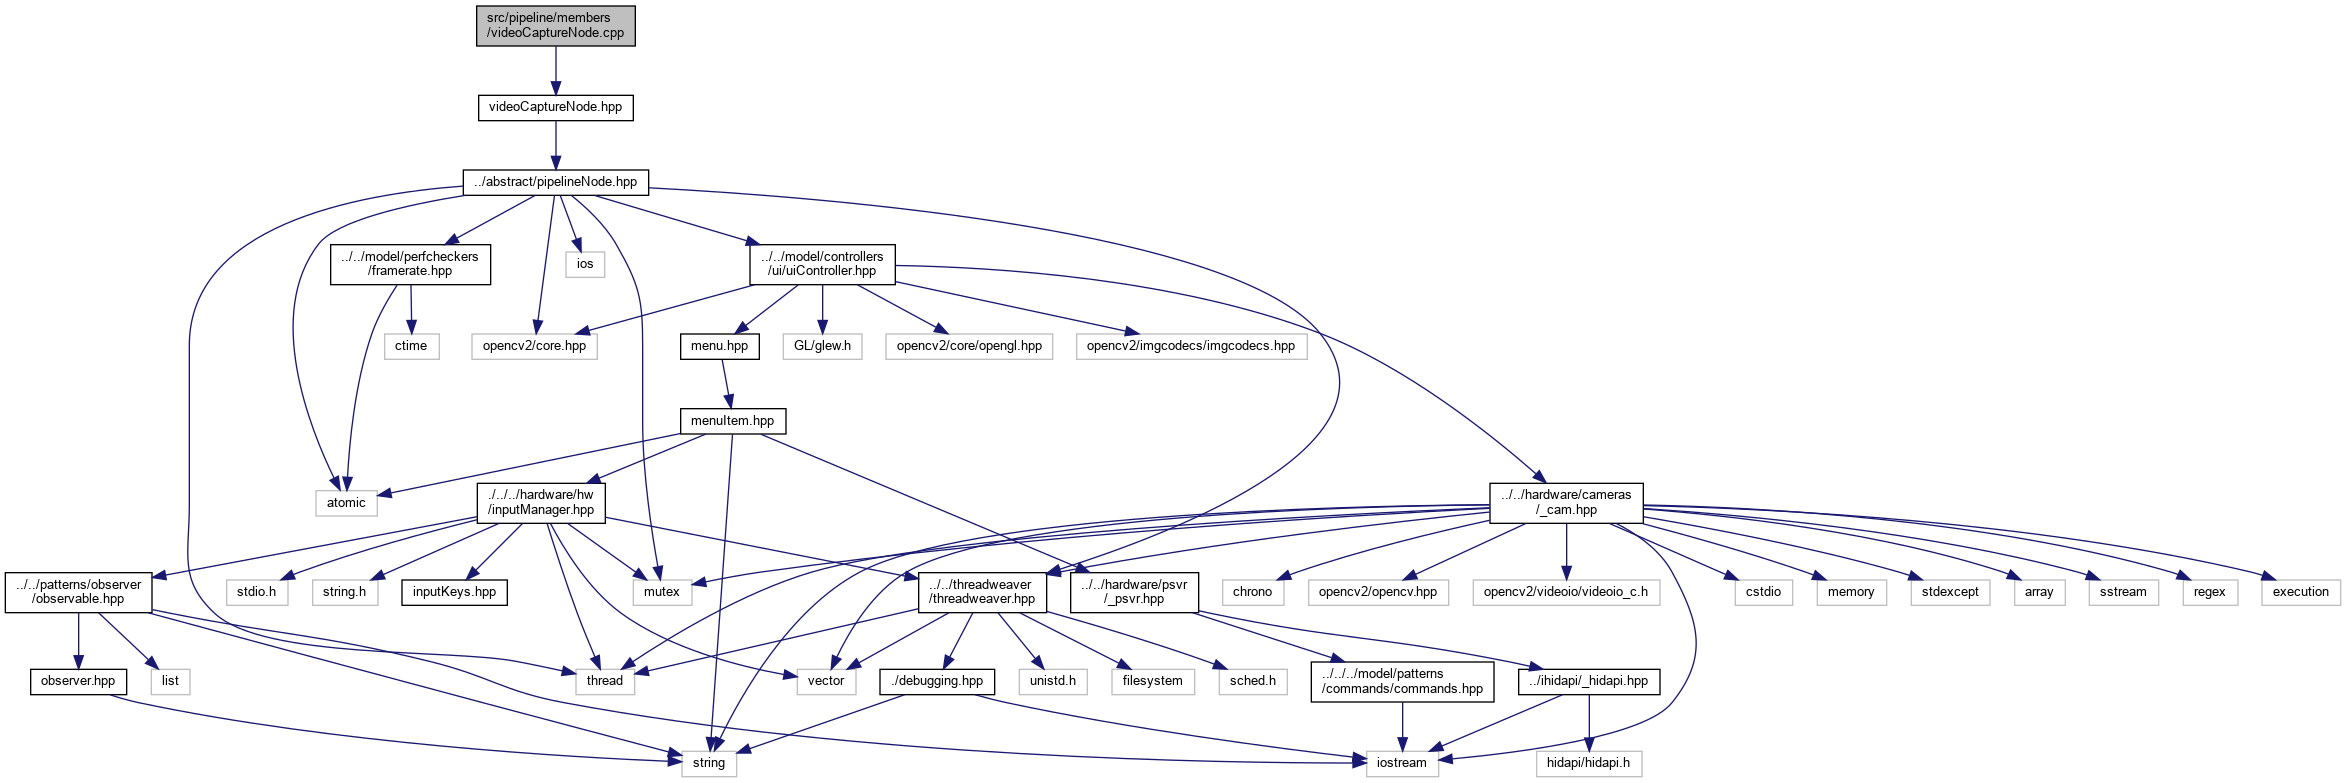 src/pipeline/members
/videoCaptureNode.cpp
videoCaptureNode.hpp
../abstract/pipelineNode.hpp
../../model/perfcheckers
/framerate.hpp
ios
../../model/controllers
/ui/uiController.hpp
ctime
opencv2/core.hpp
menu.hpp
GL/glew.h
opencv2/core/opengl.hpp
opencv2/imgcodecs/imgcodecs.hpp
menuItem.hpp
atomic
./../../hardware/hw
/inputManager.hpp
../../hardware/cameras
/_cam.hpp
../../patterns/observer
/observable.hpp
stdio.h
string.h
inputKeys.hpp
mutex
../../threadweaver
/threadweaver.hpp
../../hardware/psvr
/_psvr.hpp
chrono
opencv2/opencv.hpp
opencv2/videoio/videoio_c.h
cstdio
memory
stdexcept
array
sstream
regex
execution
observer.hpp
list
thread
vector
./debugging.hpp
unistd.h
filesystem
sched.h
../../../model/patterns
/commands/commands.hpp
../ihidapi/_hidapi.hpp
string
iostream
hidapi/hidapi.h